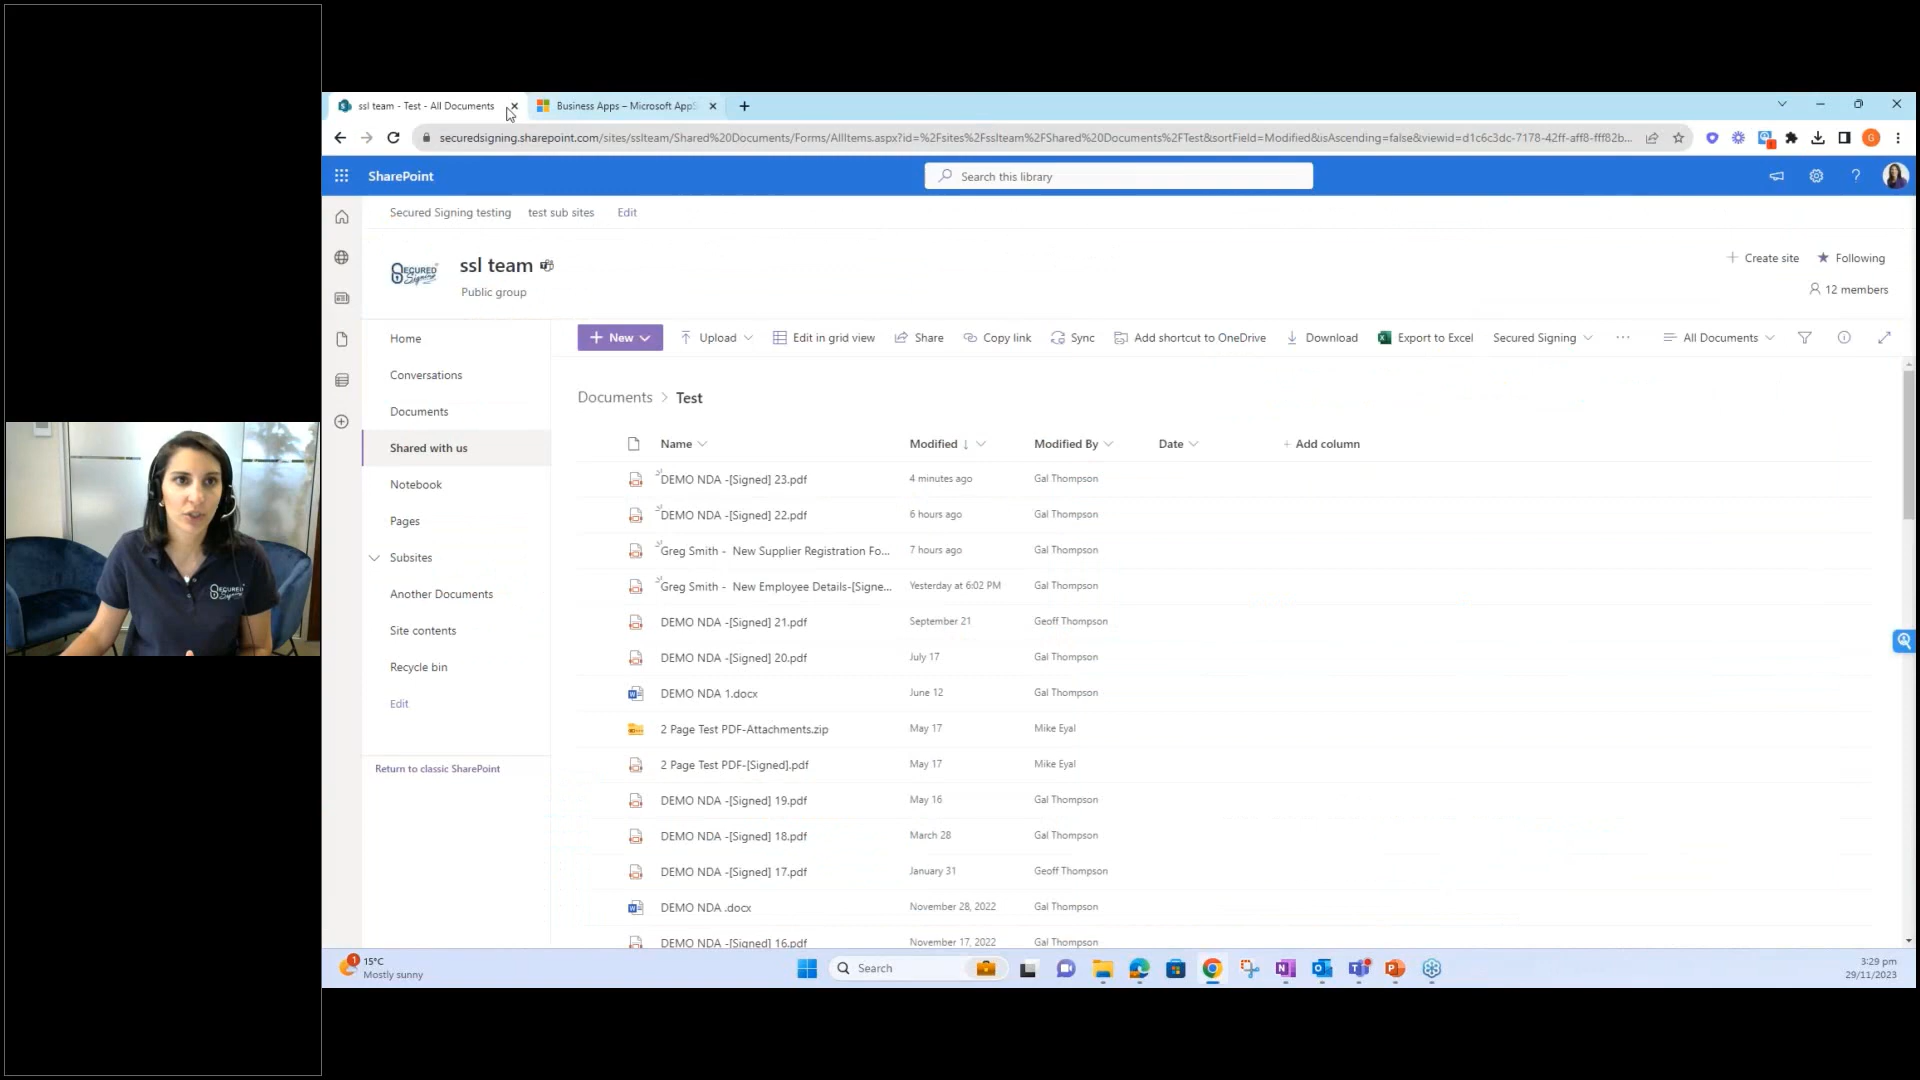 ssl team - Test - All Documents
Business Apps – Microsoft AppS
securedsigning.sharepoint.com/sites/sslteam/Shared%20Documents/Forms/AllItems.aspx?id=%2Fsites%2Fsslteam%2FShared%20Documents%2FTest&sortField=Modified&isAscending=false&viewid=d1c6c3dc-7178-42ff-aff8-fff82b...
G
SharePoint
Search this library
Secured Signing testing
test sub sites
Edit
SECURED Signing
ssl team
Public group
Create site
Following
12 members
Home
Conversations
Documents
Shared with us
Notebook
Pages
Subsites
Another Documents
Site contents
Recycle bin
Edit
Return to classic SharePoint
New
Upload
Edit in grid view
Share
Copy link
Sync
Add shortcut to OneDrive
Download
Export to Excel
Secured Signing
All Documents
Documents > Test
Name Modified Modified By Date + Add column
DEMO NDA -[Signed] 23.pdf 4 minutes ago Gal Thompson
DEMO NDA -[Signed] 22.pdf 6 hours ago Gal Thompson
Greg Smith - New Supplier Registration Fo... 7 hours ago Gal Thompson
Greg Smith - New Employee Details-[Signe... Yesterday at 6:02 PM Gal Thompson
DEMO NDA -[Signed] 21.pdf September 21 Geoff Thompson
DEMO NDA -[Signed] 20.pdf July 17 Gal Thompson
DEMO NDA 1.docx June 12 Gal Thompson
2 Page Test PDF-Attachments.zip May 17 Mike Eyal
2 Page Test PDF-[Signed].pdf May 17 Mike Eyal
DEMO NDA -[Signed] 19.pdf May 16 Gal Thompson
DEMO NDA -[Signed] 18.pdf March 28 Gal Thompson
DEMO NDA -[Signed] 17.pdf January 31 Geoff Thompson
DEMO NDA .docx November 28, 2022 Gal Thompson
DEMO NDA -[Signed] 16.pdf November 17, 2022 Gal Thompson
SECURED Signing
1
15°C
Mostly sunny
Search
3:29 pm
29/11/2023